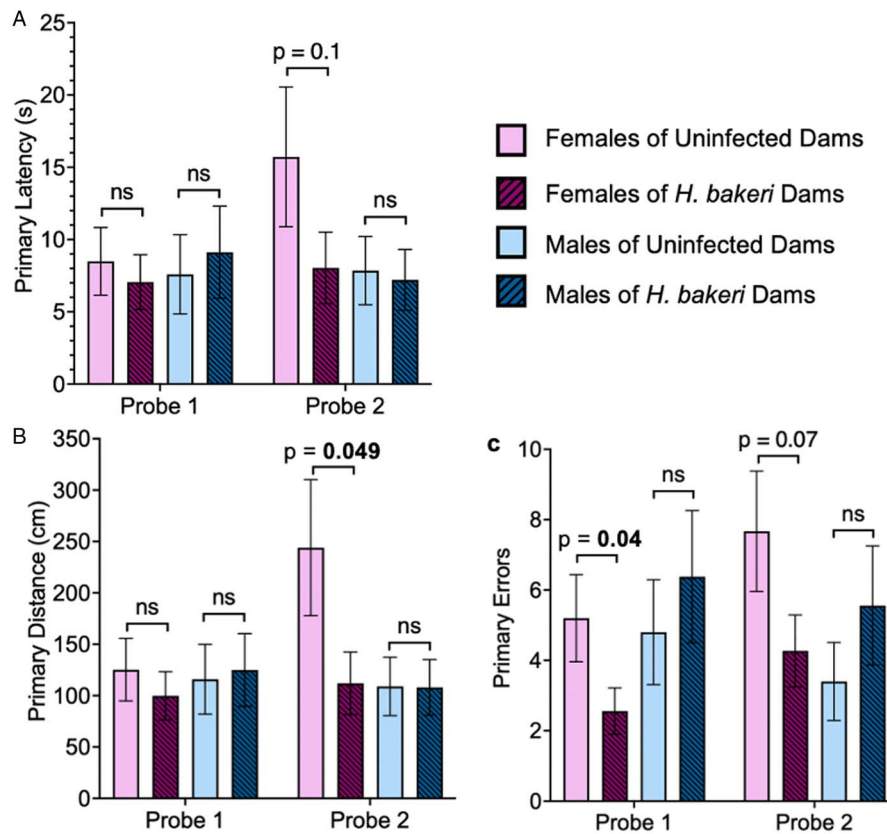 A
Primary Latency (s)
25
20
15
10
5
0
ns
ns
p = 0.1
ns
Probe 1
Probe 2
Females of Uninfected Dams
Females of H. bakeri Dams
Males of Uninfected Dams
Males of H. bakeri Dams
B
Primary Distance (cm)
350
300
250
200
150
100
50
0
ns
ns
p = 0.049
ns
Probe 1
Probe 2
c
Primary Errors
10
8
6
4
2
0
p = 0.04
ns
p = 0.07
ns
Probe 1
Probe 2